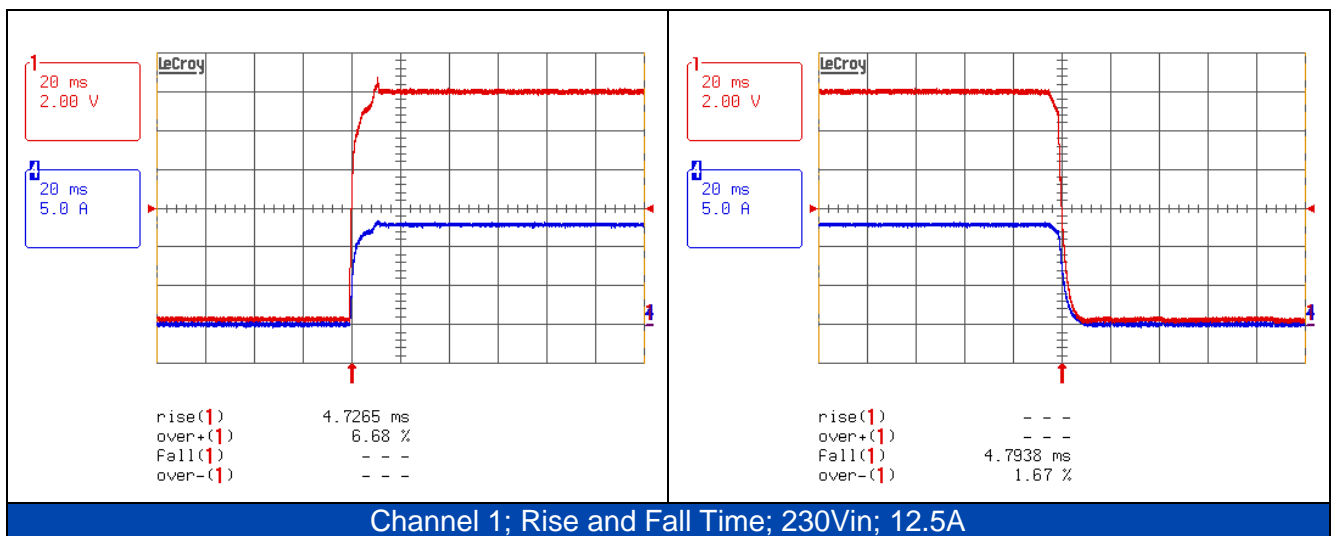 1
20 ms
2.00 V
4
20 ms
5.0 A
LeCroy
4
rise(1) 4.7265 ms
over+(1) 6.68 %
Fall(1) - - -
over-(1) - - -
1
20 ms
2.00 V
4
20 ms
5.0 A
LeCroy
4
rise(1) - - -
over+(1) - - -
Fall(1) 4.7938 ms
over-(1) 1.67 %
Channel 1; Rise and Fall Time; 230Vin; 12.5A